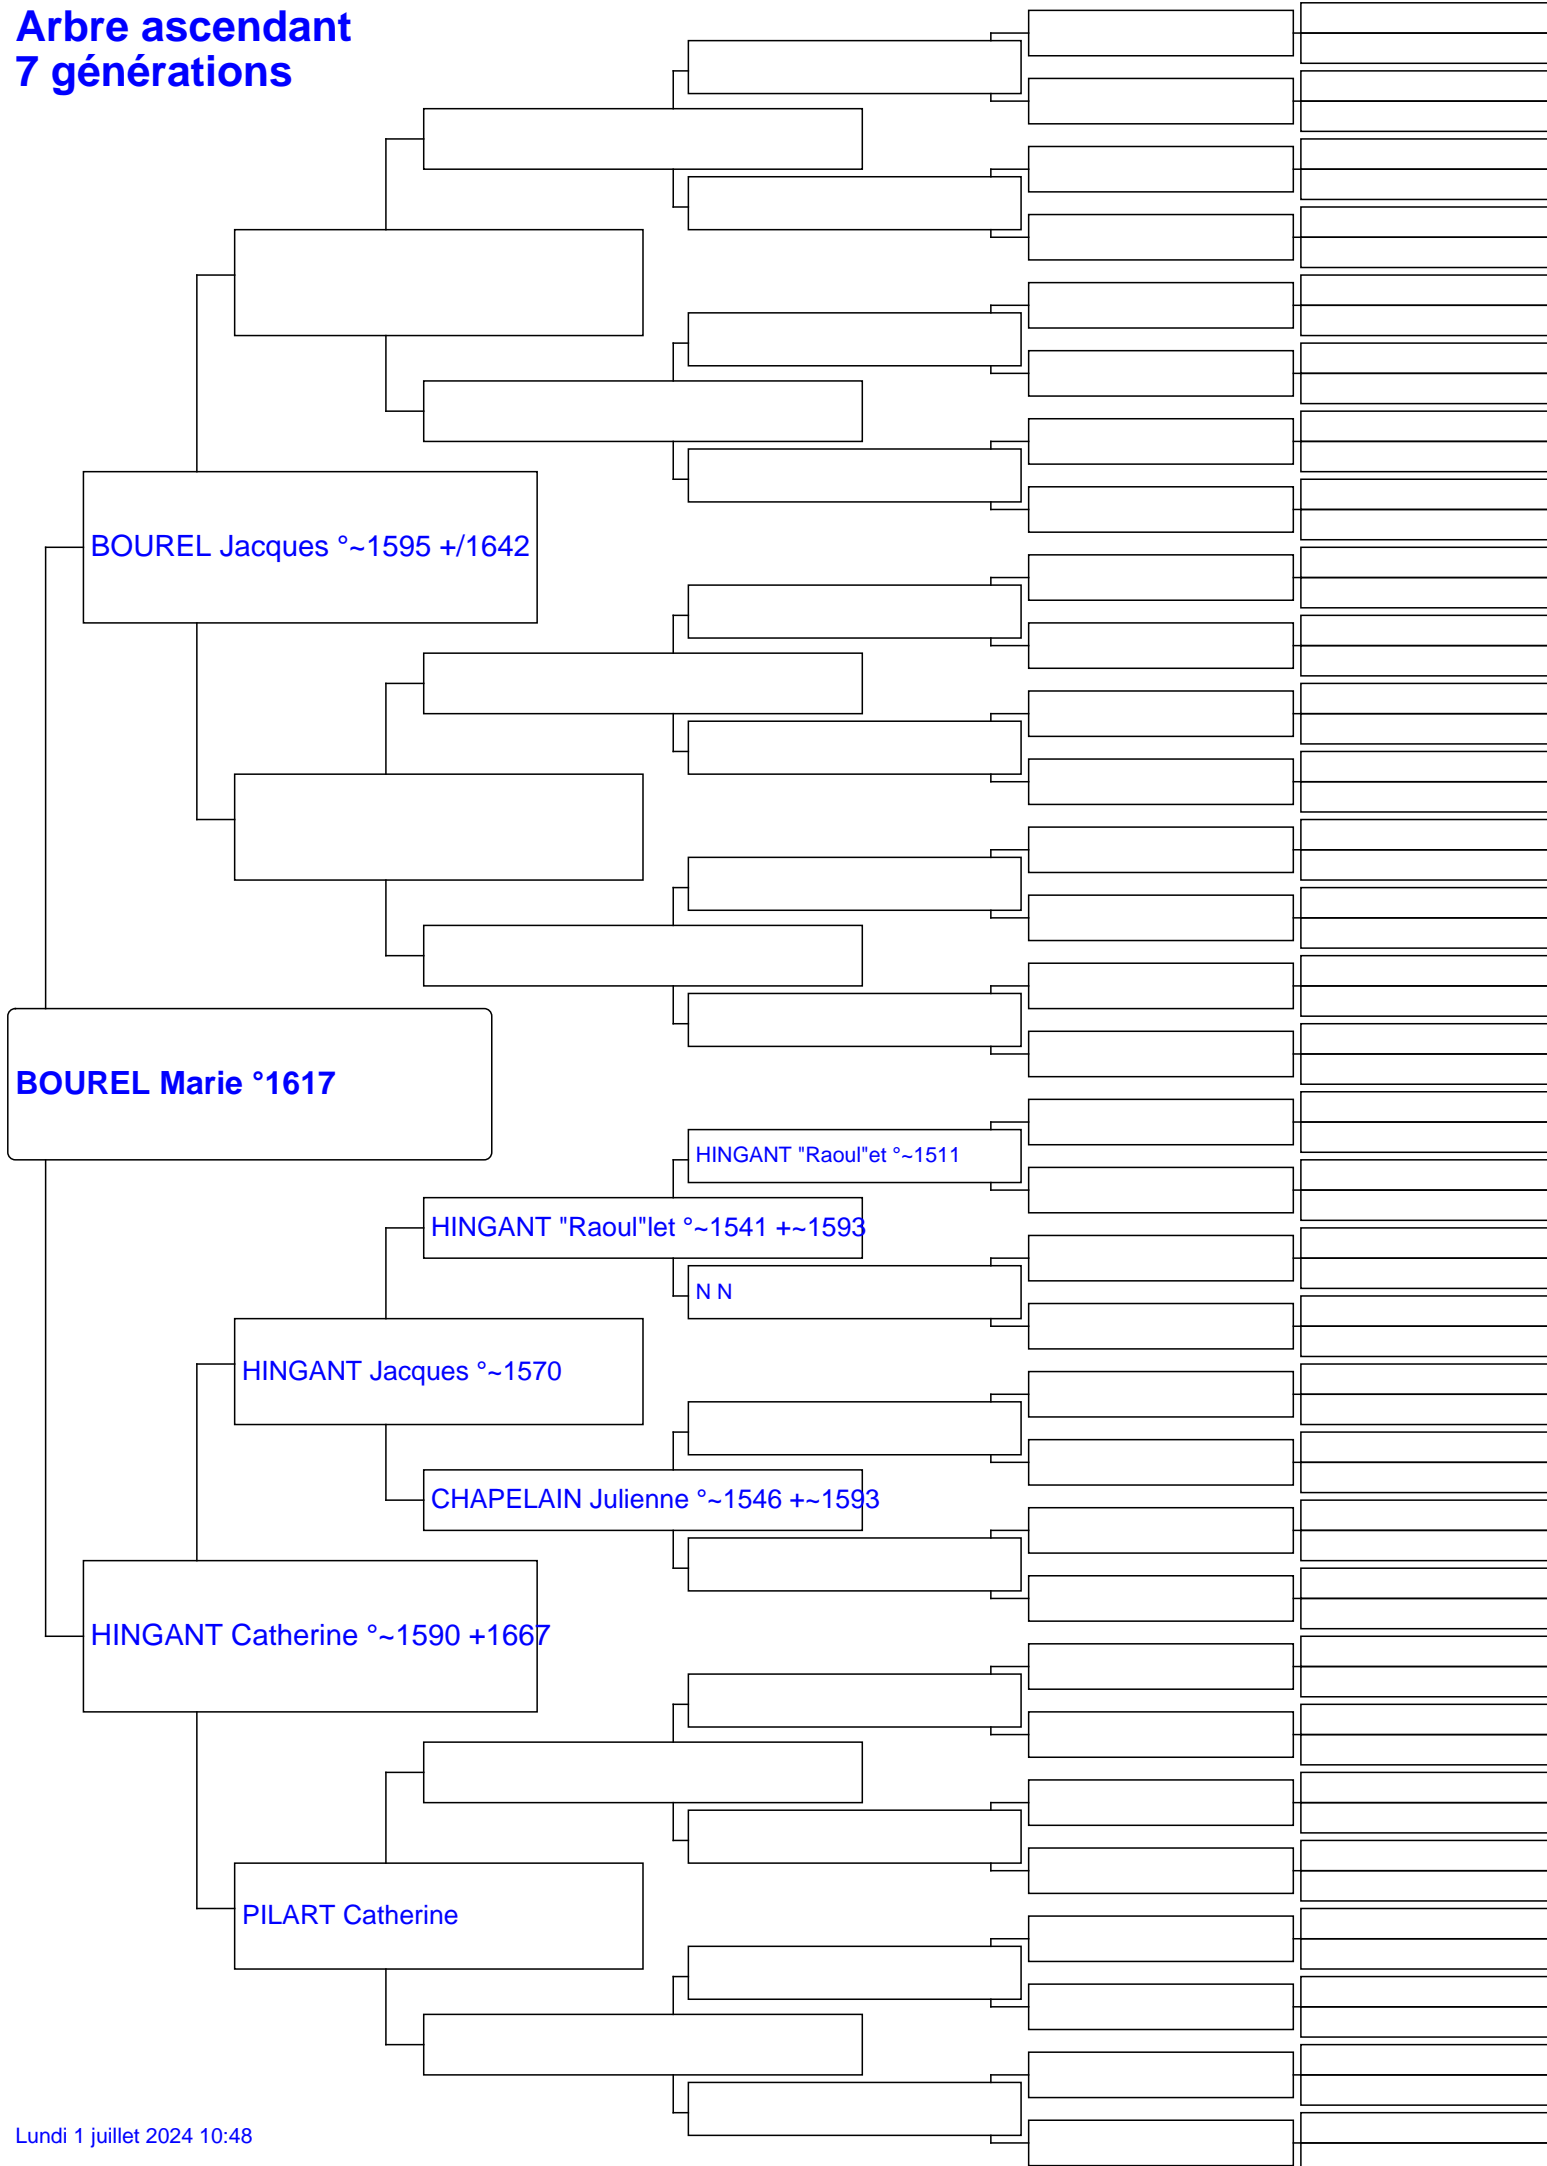 Arbre ascendant
7 générations
BOUREL Jacques °~1595 +/1642
BOUREL Marie °1617
HINGANT "Raoul"et °~1511
HINGANT "Raoul"let °~1541 +~1593
N N
HINGANT Jacques °~1570
CHAPELAIN Julienne °~1546 +~1593
HINGANT Catherine °~1590 +1667
PILART Catherine
Lundi 1 juillet 2024 10:48